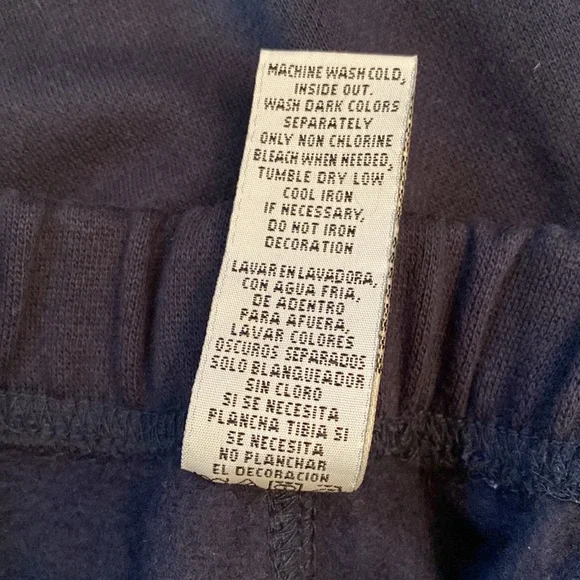 MACHINE WASH COLD,
INSIDE OUT.
WASH DARK COLORS
SEPARATELY
ONLY NON CHLORINE
BLEACH WHEN NEEDED,
TUMBLE DRY LOW
COOL IRON
IF NECESSARY,
DO NOT IRON
DECORATION
LAVAR EN LAVADORA,
CON AGUA FRIA,
DE ADENTRO
PARA AFUERA,
LAVAR COLORES
OSCUROS SEPARADOS
SOLO BLANQUEADOR
SIN CLORO
SI SE NECESITA
PLANCHA TIBIA SI
SE NECESITA
NO PLANCHAR
EL DECORACION